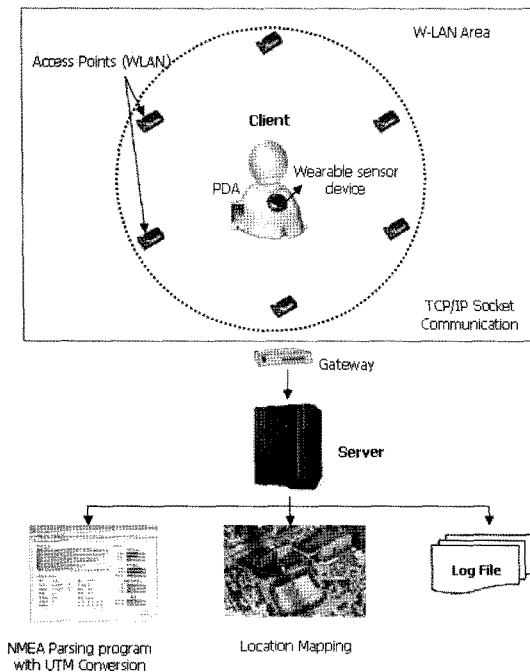 W-LAN Area
Access Points (WLAN)
Client
Wearable sensor
device
PDA
TCP/IP Socket
Communication
Gateway
Server
Log File
NMEA Parsing program
with UTM Conversion
Location Mapping